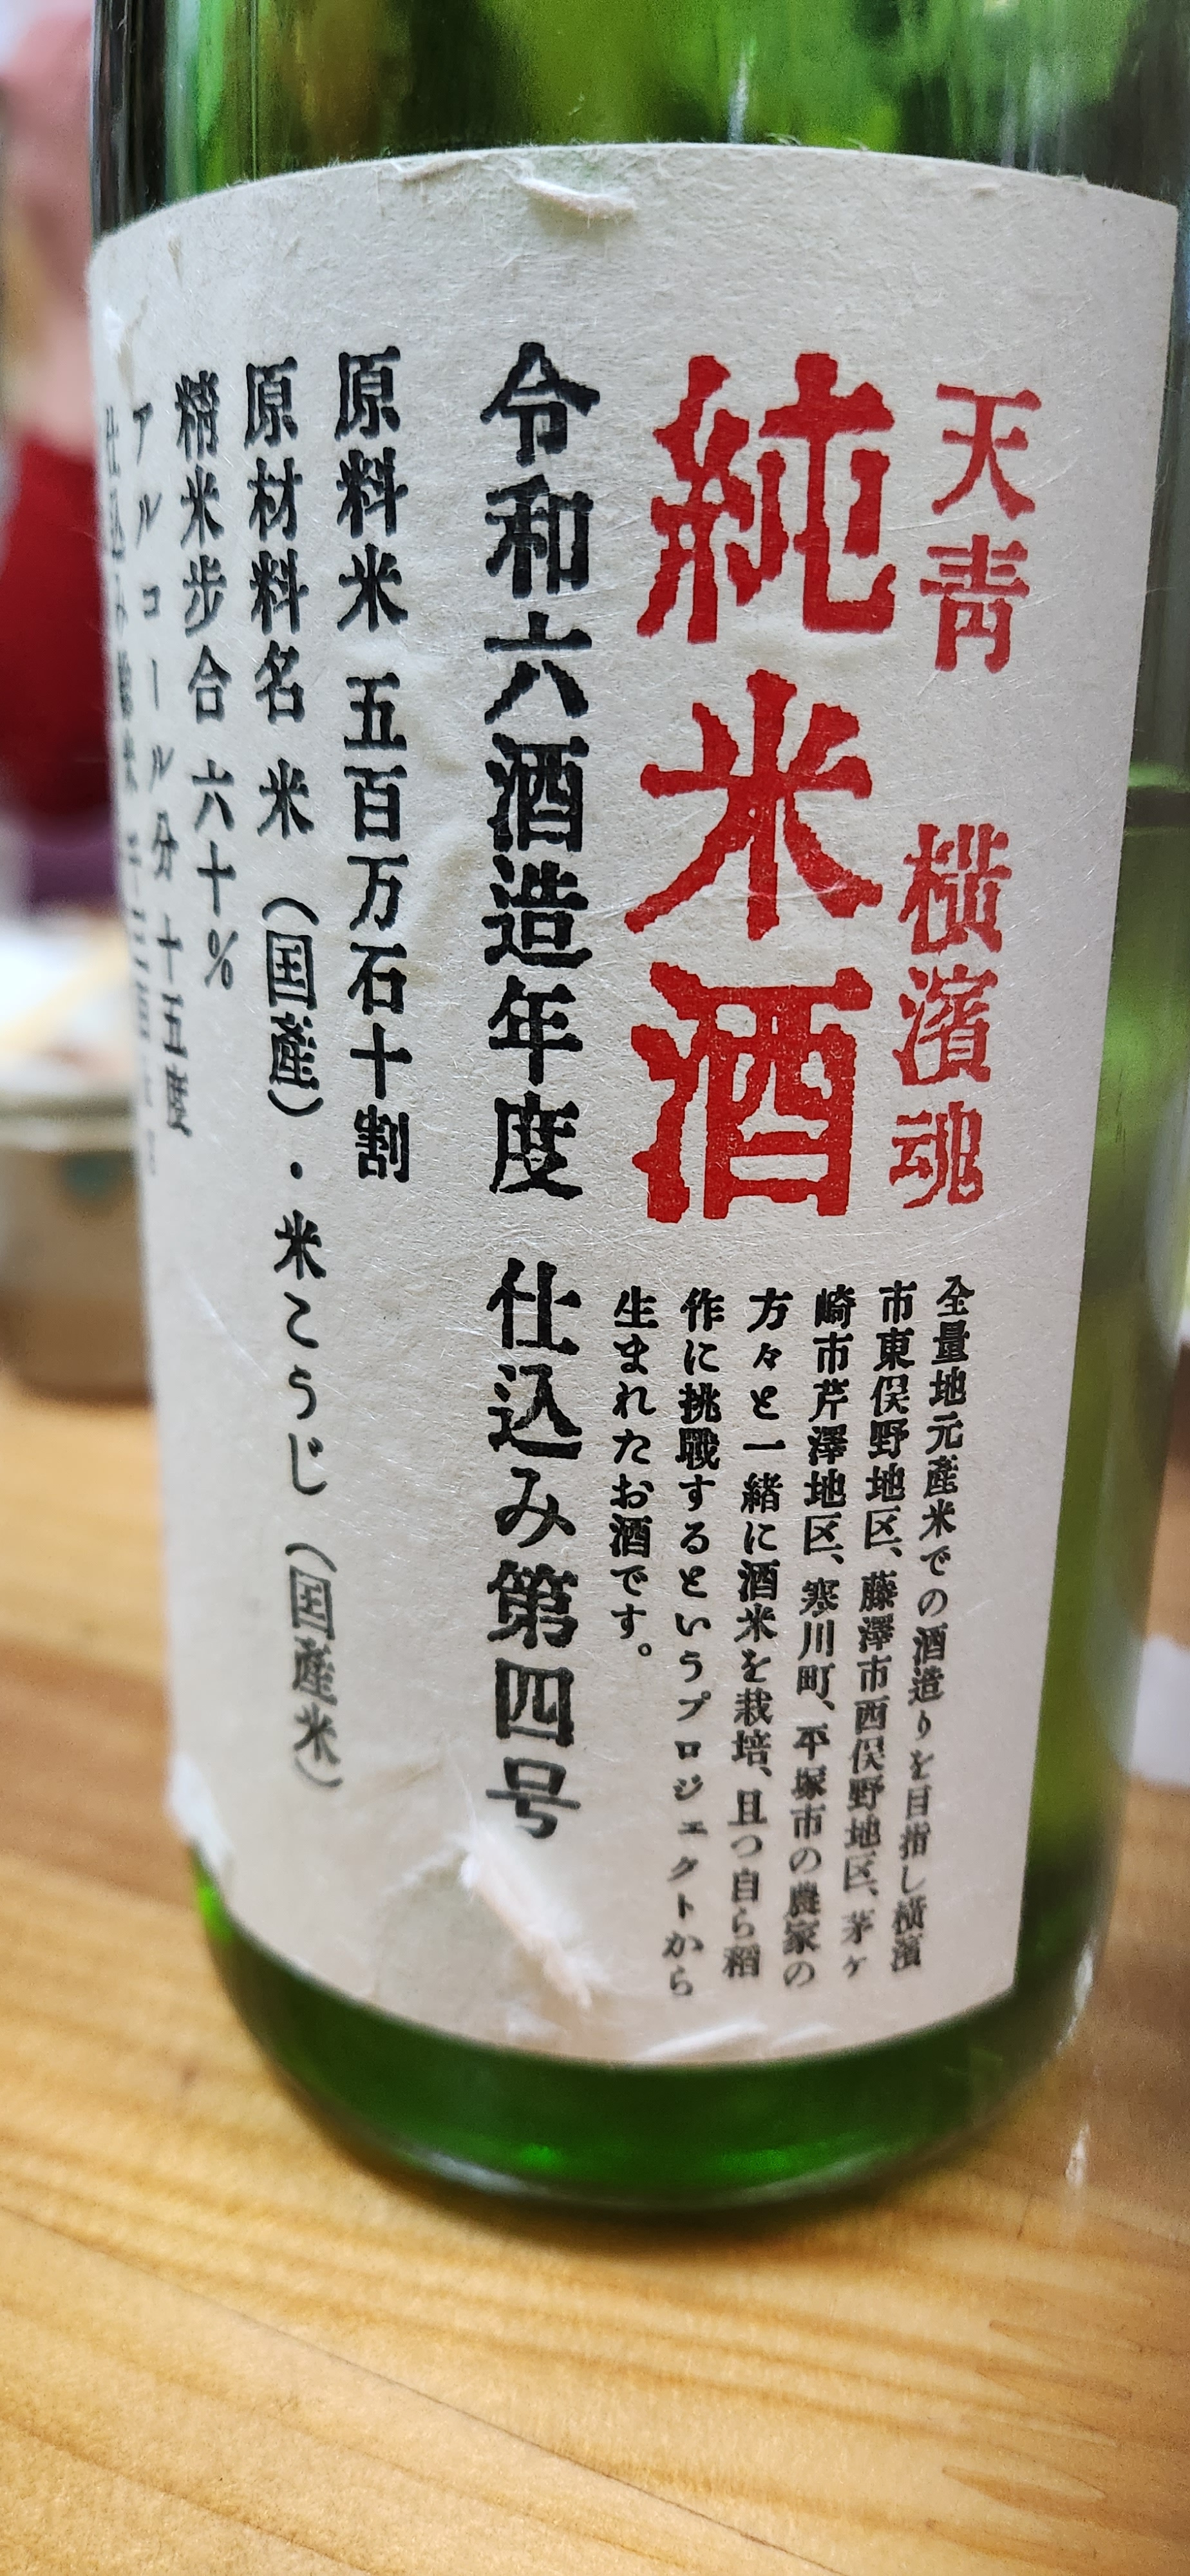 天青 横濱魂
純米酒
全量地元産米での酒造りを目指し横濱
市東俣野地区、藤澤市西俣野地区、茅ヶ
崎市芹澤地区、寒川町、平塚市の農家の
方々と一緒に酒米を栽培、且つ自ら稲
作に挑戦するというプロジェクトから
生まれたお酒です。
令和六酒造年度 仕込み第四号
原料米 五百万石十割
原材料名 米（国産）・米こうじ（国産米）
精米歩合 六十％
アルコール分 十五度
仕込み